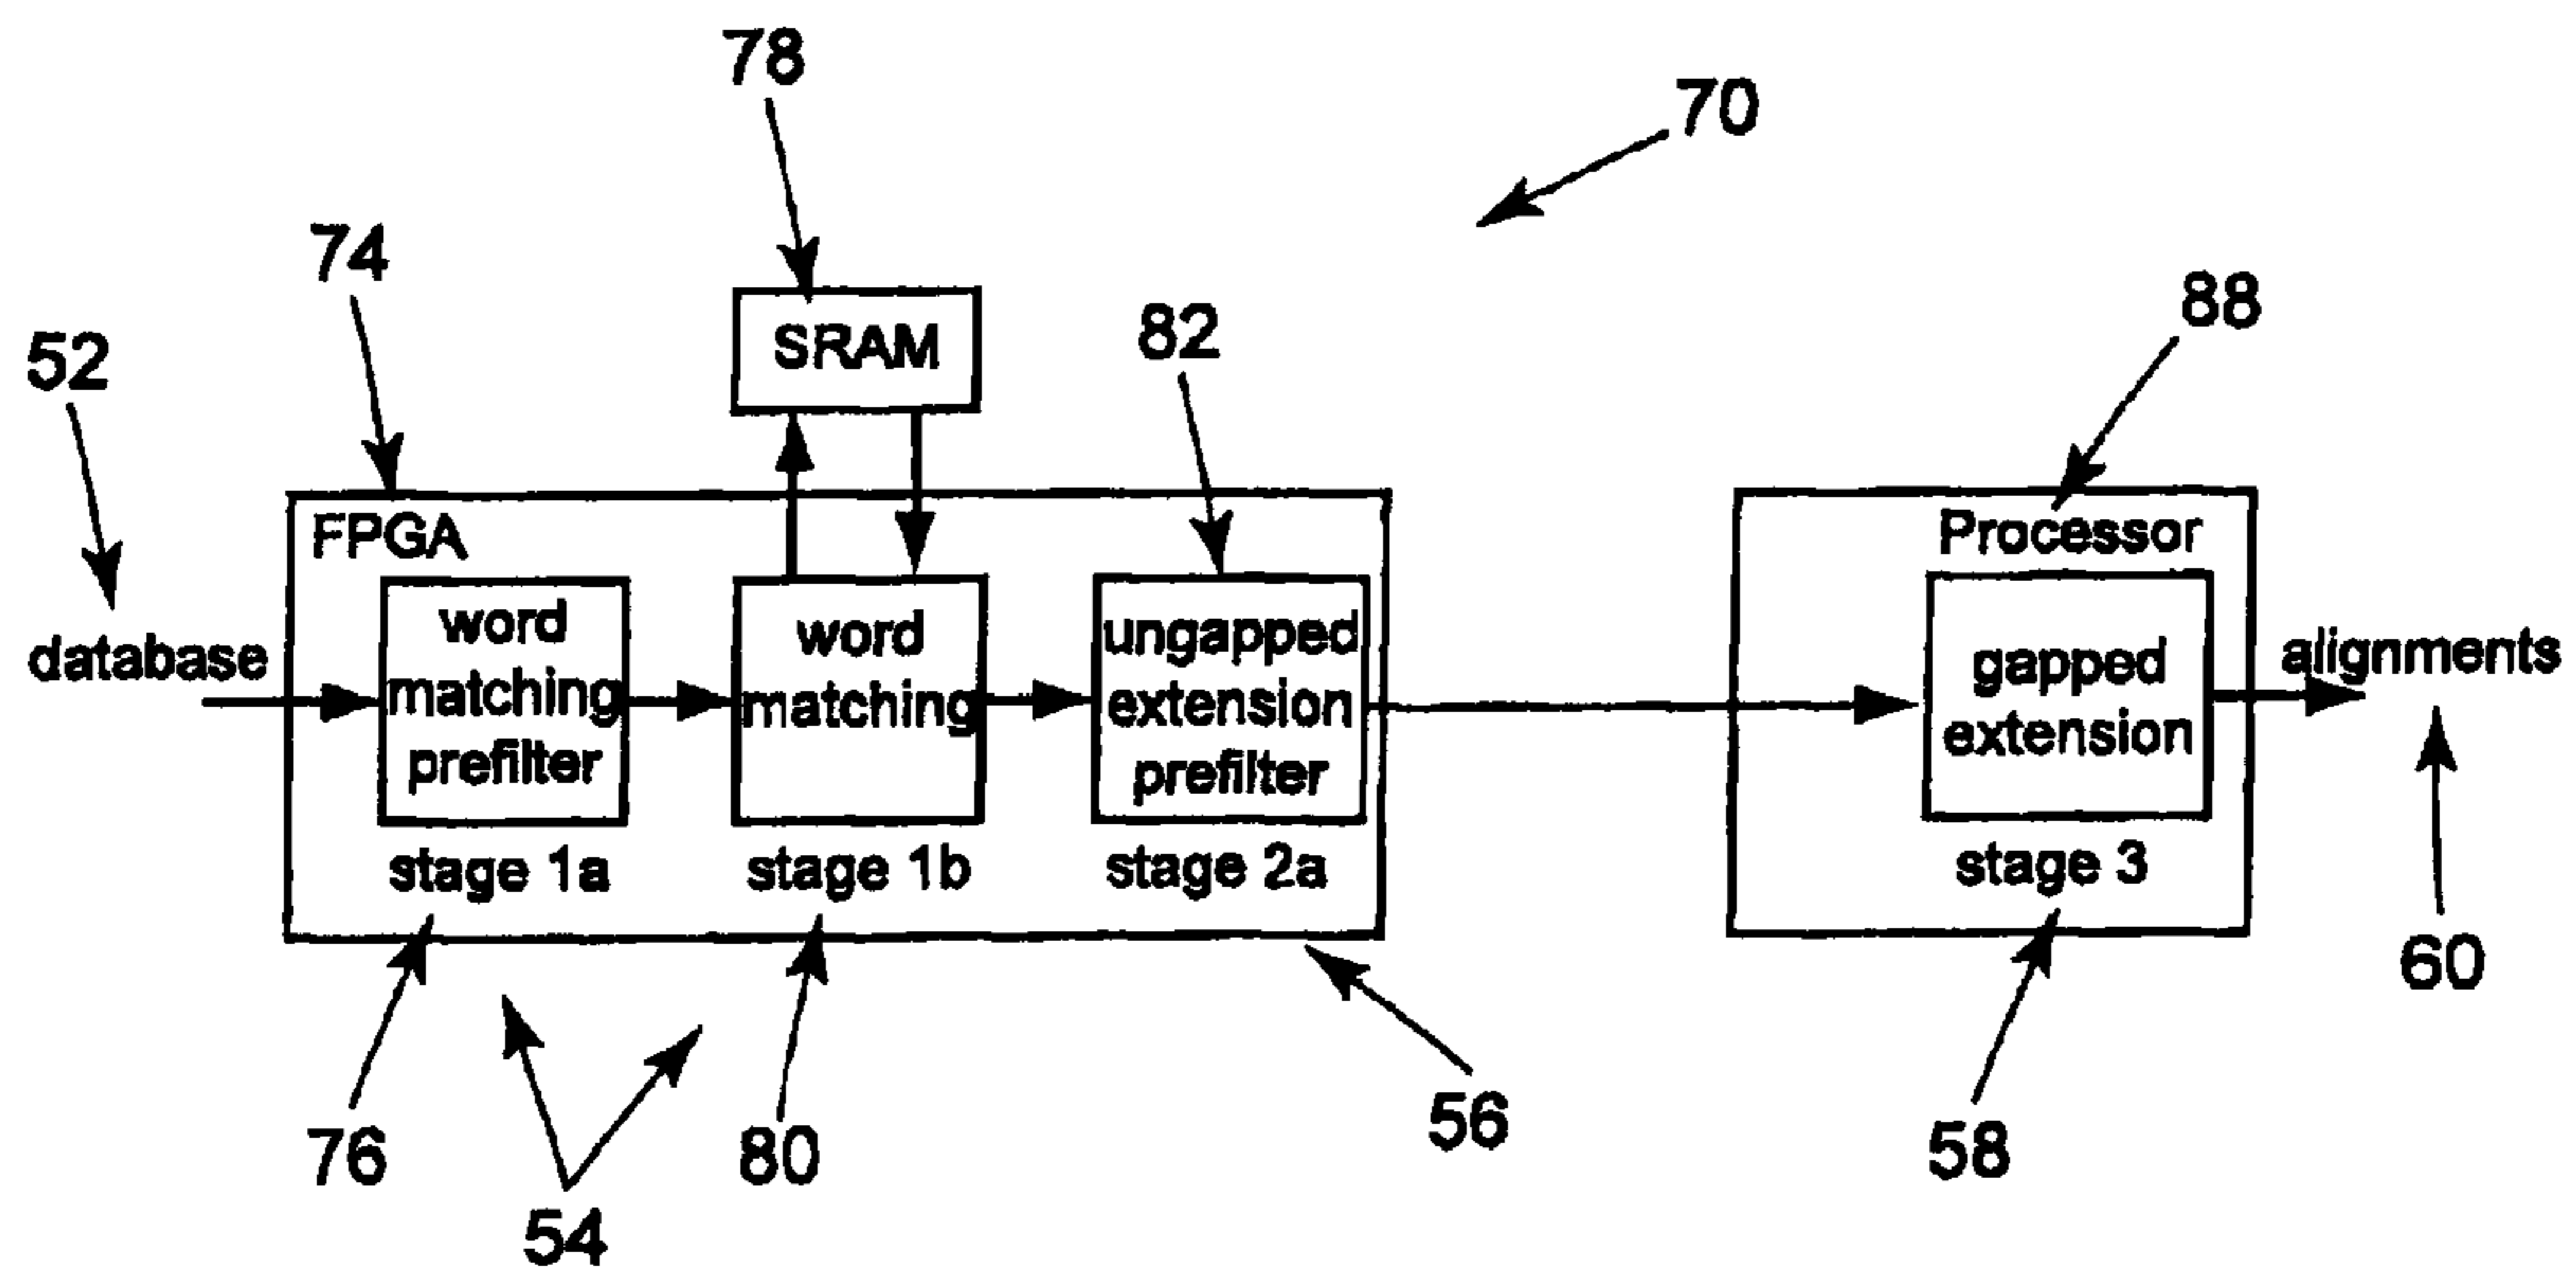 78
70
74
88
82
52
SRAM
FPGA
Processor
database
word
matching
prefilter
stage 1a
word
matching
stage 1b
ungapped
extension
prefilter
stage 2a
gapped
extension
stage 3
alignments
60
56
76
80
58
54